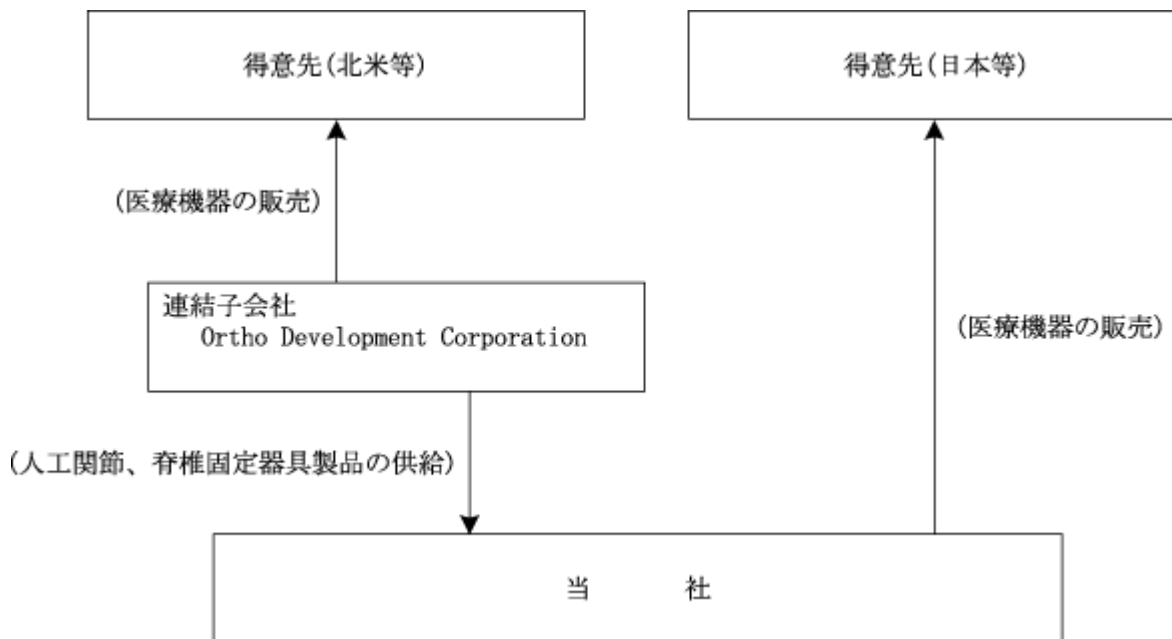 得意先(北米等)
得意先(日本等)
(医療機器の販売)
連結子会社
Ortho Development Corporation
(医療機器の販売)
(人工関節、脊椎固定器具製品の供給)
当　　　社